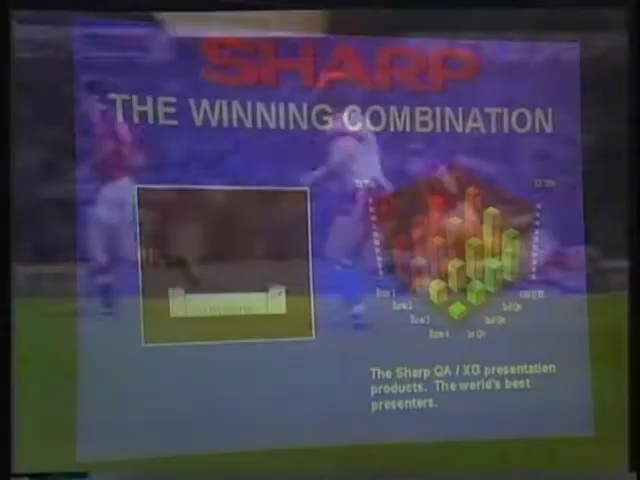 SHARP
THE WINNING COMBINATION
The Sharp QA / XG presentation
products. The world's best
presenters.